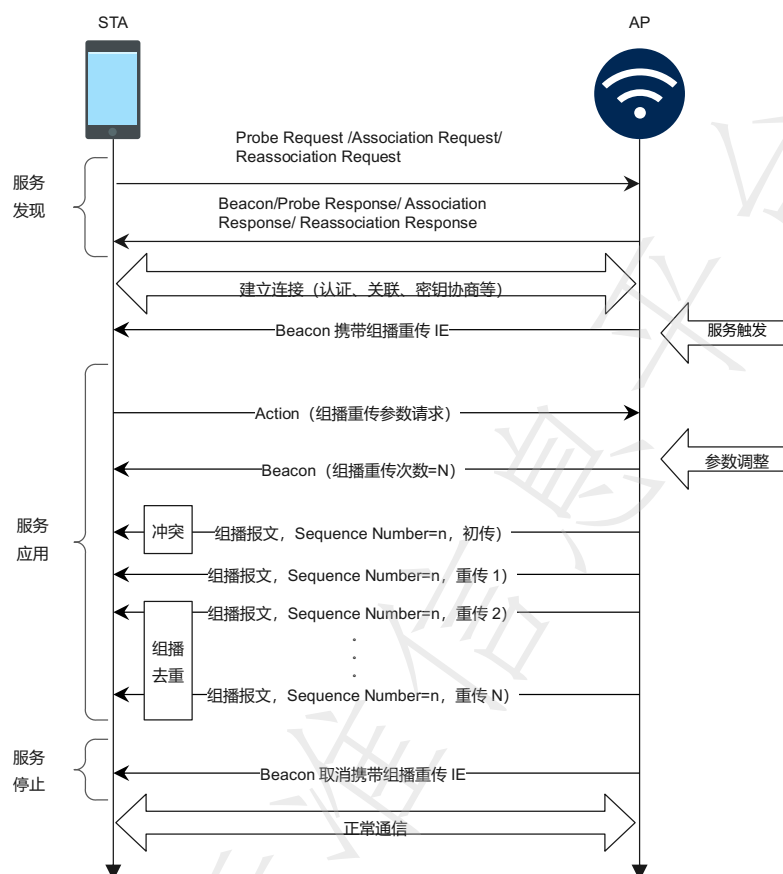 STA
AP
Probe Request /Association Request/
Reassociation Request
服务
发现
Beacon/Probe Response/ Association
Response/ Reassociation Response
建立连接（认证、关联、密钥协商等）
Beacon 携带组播重传 IE
服务触发
Action（组播重传参数请求）
Beacon（组播重传次数=N）
参数调整
服务
应用
冲突
组播报文，Sequence Number=n，初传）
组播报文，Sequence Number=n，重传 1）
组播报文，Sequence Number=n，重传 2）
组播
去重
。
。
。
组播报文，Sequence Number=n，重传 N）
服务
停止
Beacon 取消携带组播重传 IE
正常通信